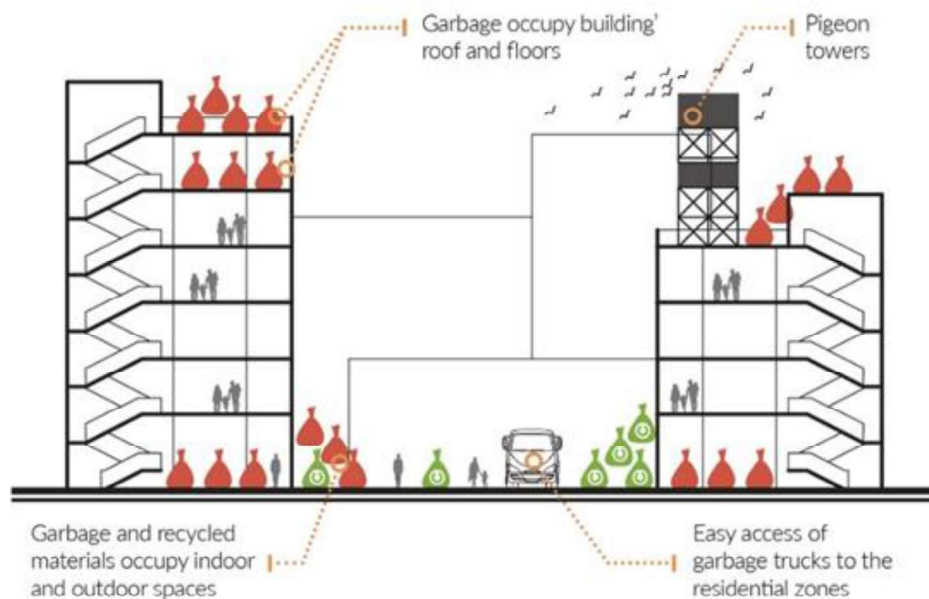 Garbage occupy building'
roof and floors
Pigeon
towers
Garbage and recycled
materials occupy indoor
and outdoor spaces
Easy access of
garbage trucks to the
residential zones